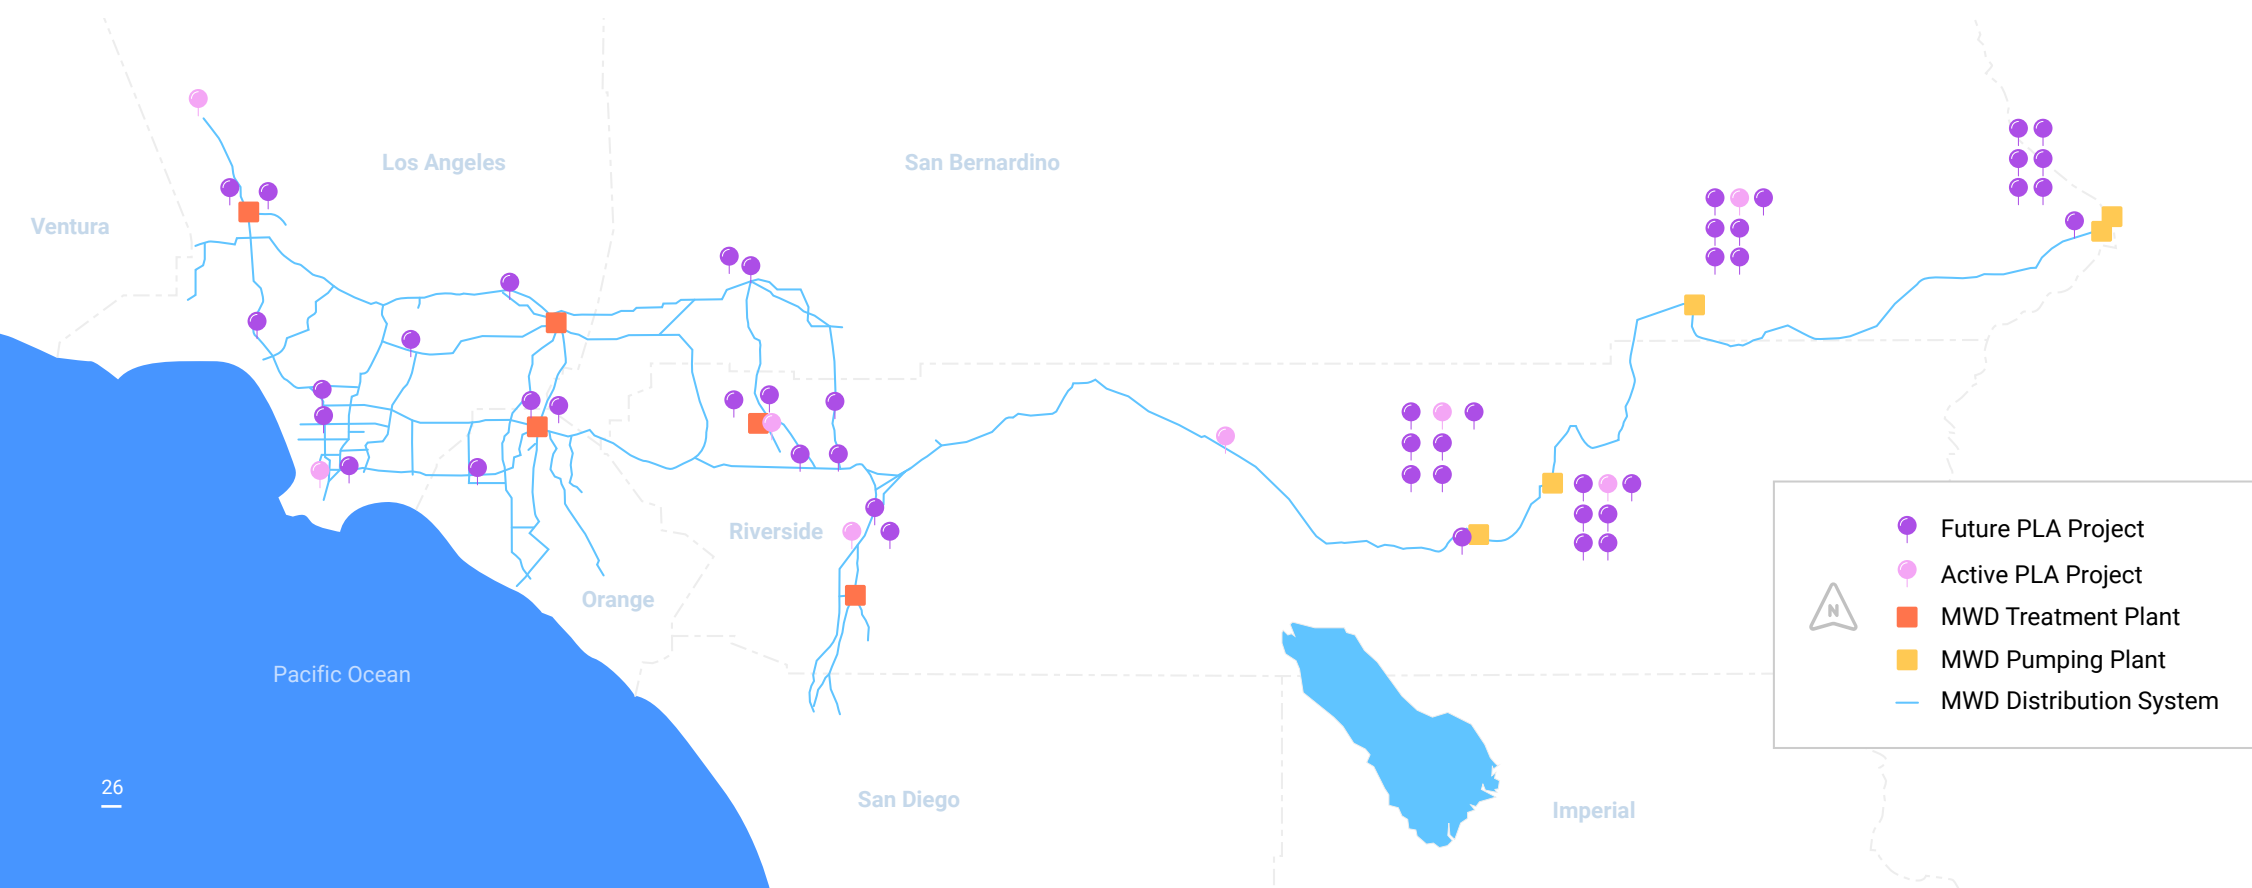 Los Angeles
San Bernardino
Ventura
Riverside
Orange
Pacific Ocean
San Diego
Imperial
Future PLA Project
Active PLA Project
MWD Treatment Plant
MWD Pumping Plant
MWD Distribution System
N
26